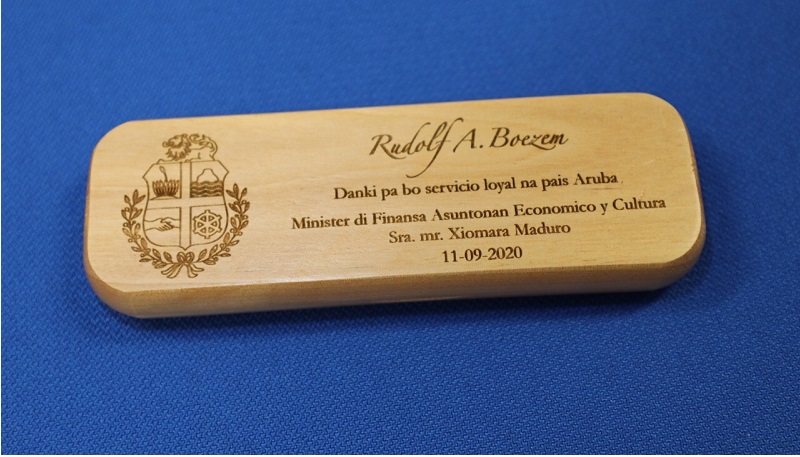 Rudolf A. Boezem
Danki pa bo servicio loyal na pais Aruba
Minister di Finansa Asuntonan Economico y Cultura
Sra. mr. Xiomara Maduro
11-09-2020